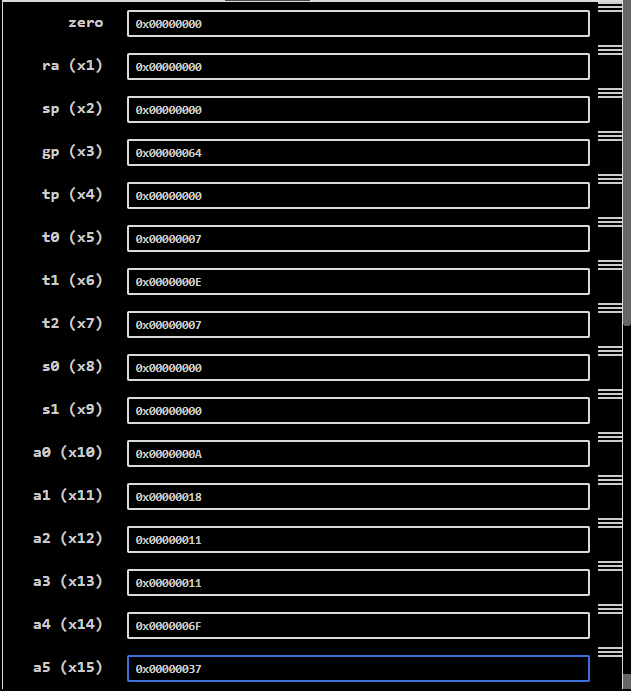 zero 0x00000000
ra (x1) 0x00000000
sp (x2) 0x00000000
gp (x3) 0x00000064
tp (x4) 0x00000000
t0 (x5) 0x00000007
t1 (x6) 0x0000000E
t2 (x7) 0x00000007
s0 (x8) 0x00000000
s1 (x9) 0x00000000
a0 (x10) 0x0000000A
a1 (x11) 0x00000018
a2 (x12) 0x00000011
a3 (x13) 0x00000011
a4 (x14) 0x0000006F
a5 (x15) 0x00000037